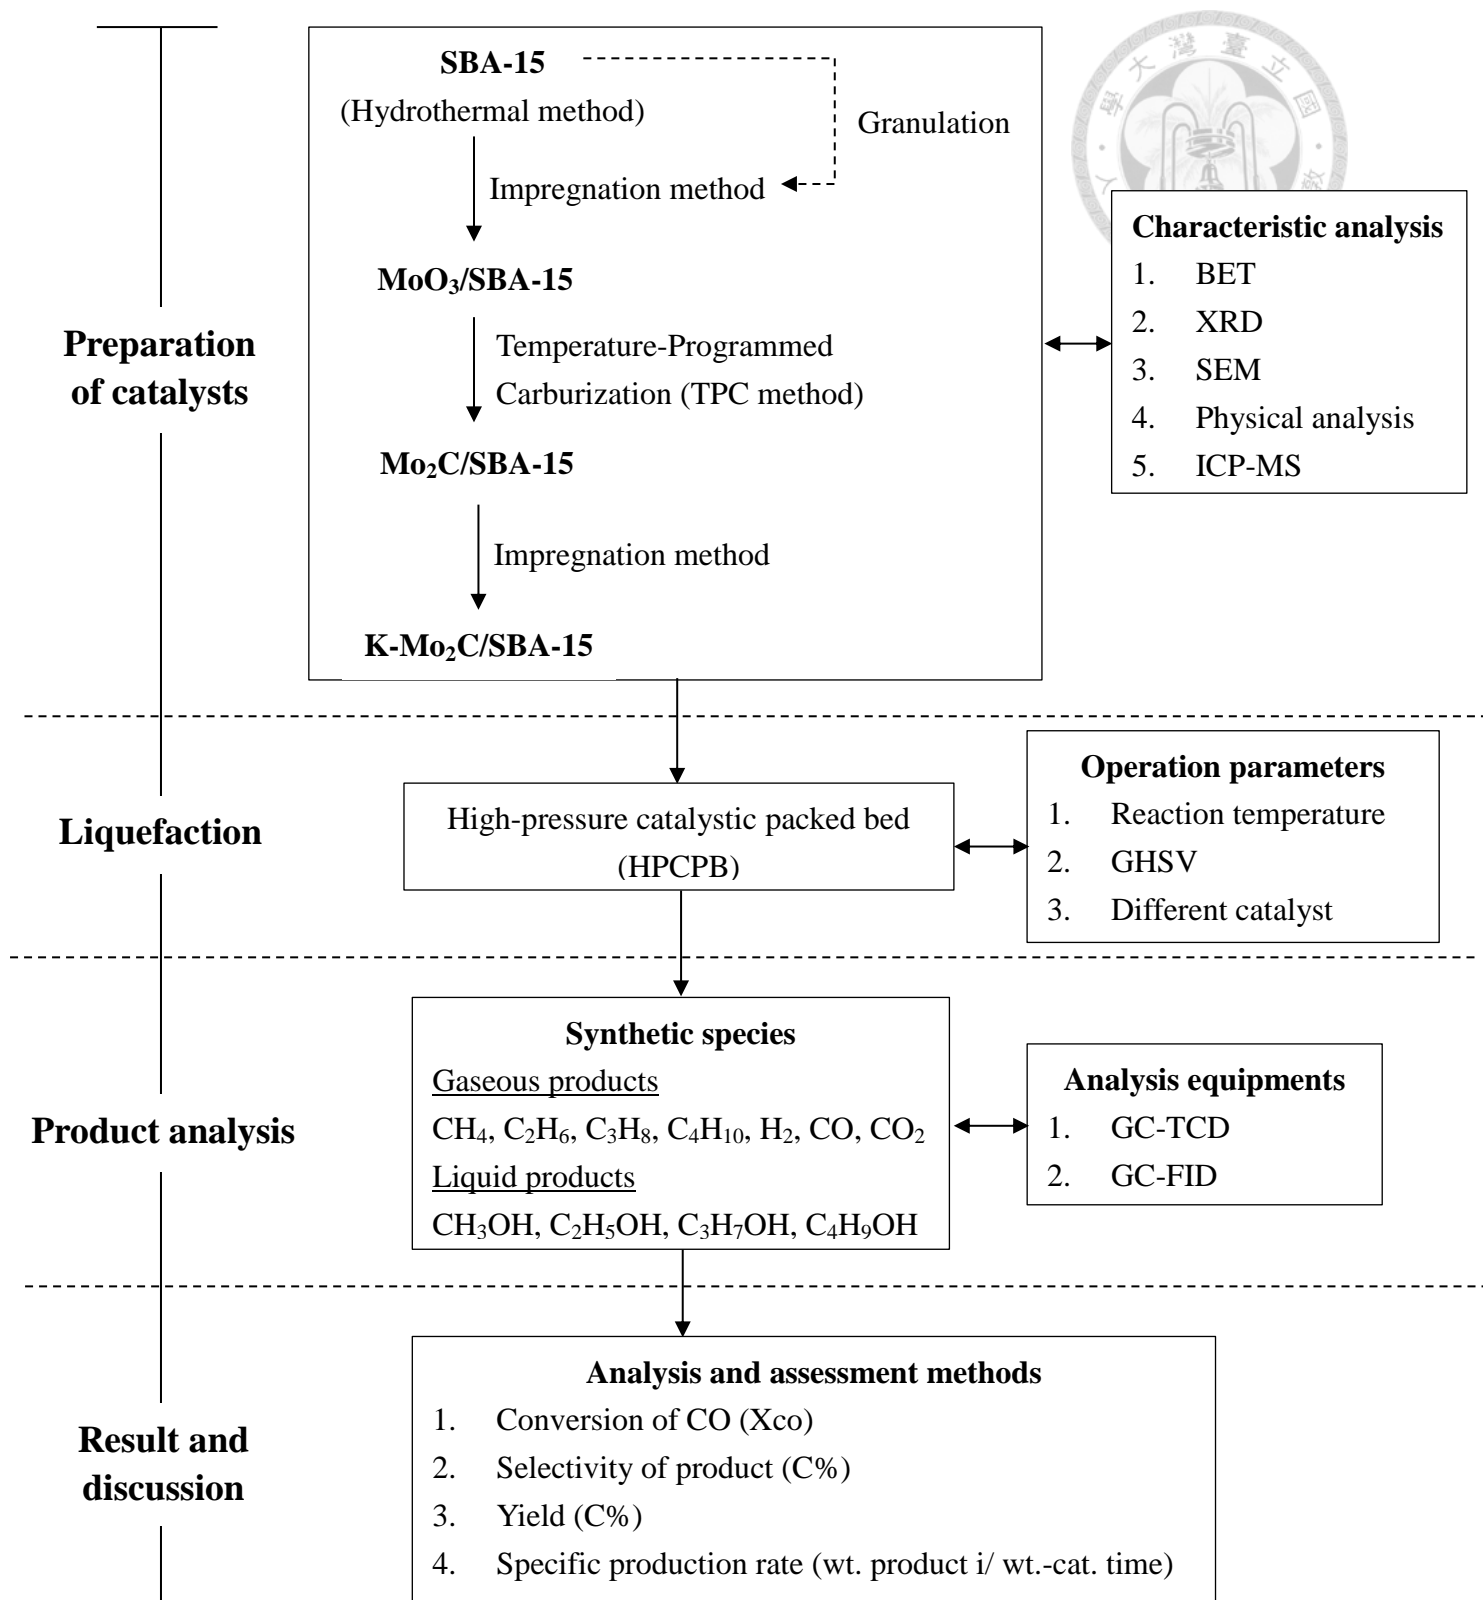 SBA-15
(Hydrothermal method)
Granulation
Impregnation method
MoO₃/SBA-15
Temperature-Programmed
Carburization (TPC method)
Mo₂C/SBA-15
Impregnation method
K-Mo₂C/SBA-15
Preparation
of catalysts
Characteristic analysis
1. BET
2. XRD
3. SEM
4. Physical analysis
5. ICP-MS
Liquefaction
High-pressure catalystic packed bed
(HPCPB)
Operation parameters
1. Reaction temperature
2. GHSV
3. Different catalyst
Product analysis
Synthetic species
Gaseous products
CH₄, C₂H₆, C₃H₈, C₄H₁₀, H₂, CO, CO₂
Liquid products
CH₃OH, C₂H₅OH, C₃H₇OH, C₄H₉OH
Analysis equipments
1. GC-TCD
2. GC-FID
Result and
discussion
Analysis and assessment methods
1. Conversion of CO (Xco)
2. Selectivity of product (C%)
3. Yield (C%)
4. Specific production rate (wt. product i/ wt.-cat. time)